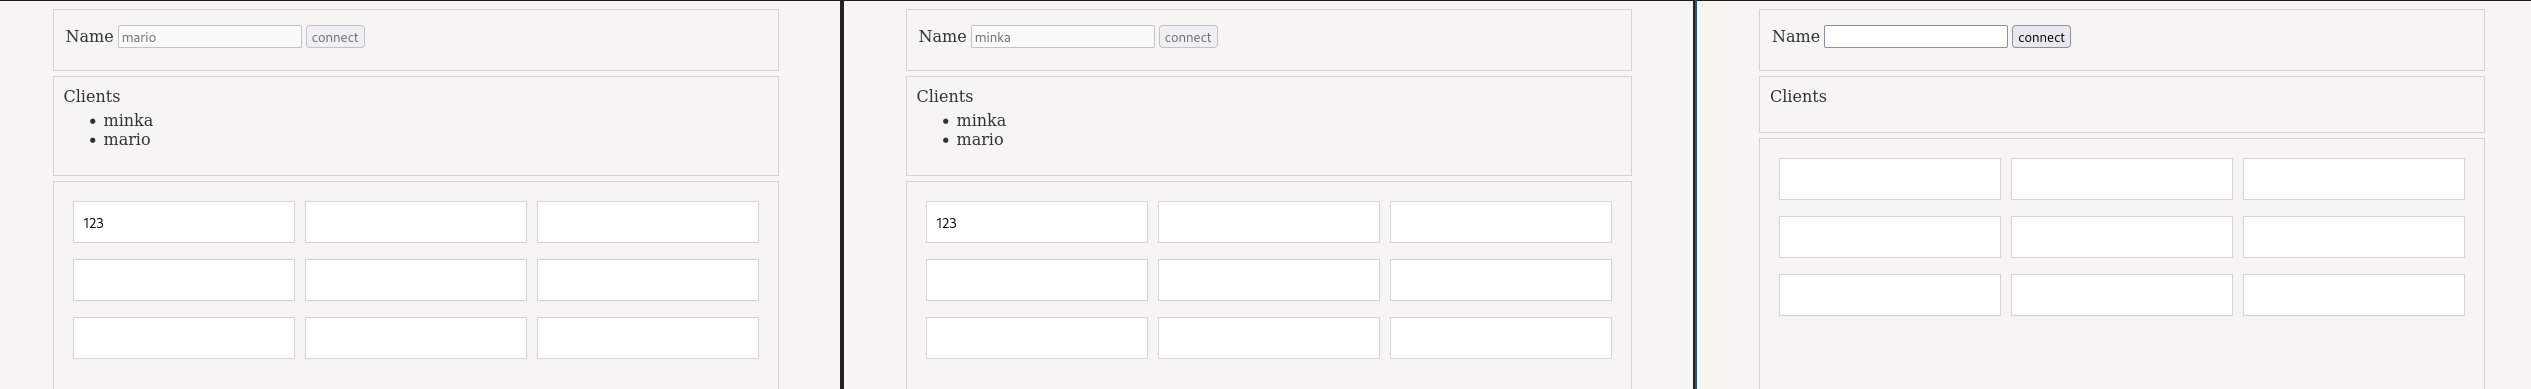 Name mario connect
Clients
minka
mario
123
Name minka connect
Clients
minka
mario
123
Name connect
Clients